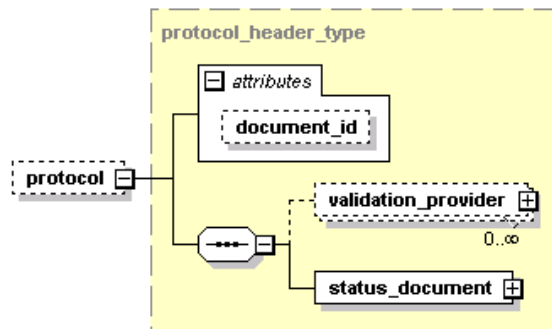 protocol_header_type
attributes
document_id
protocol
validation_provider
0..∞
status_document